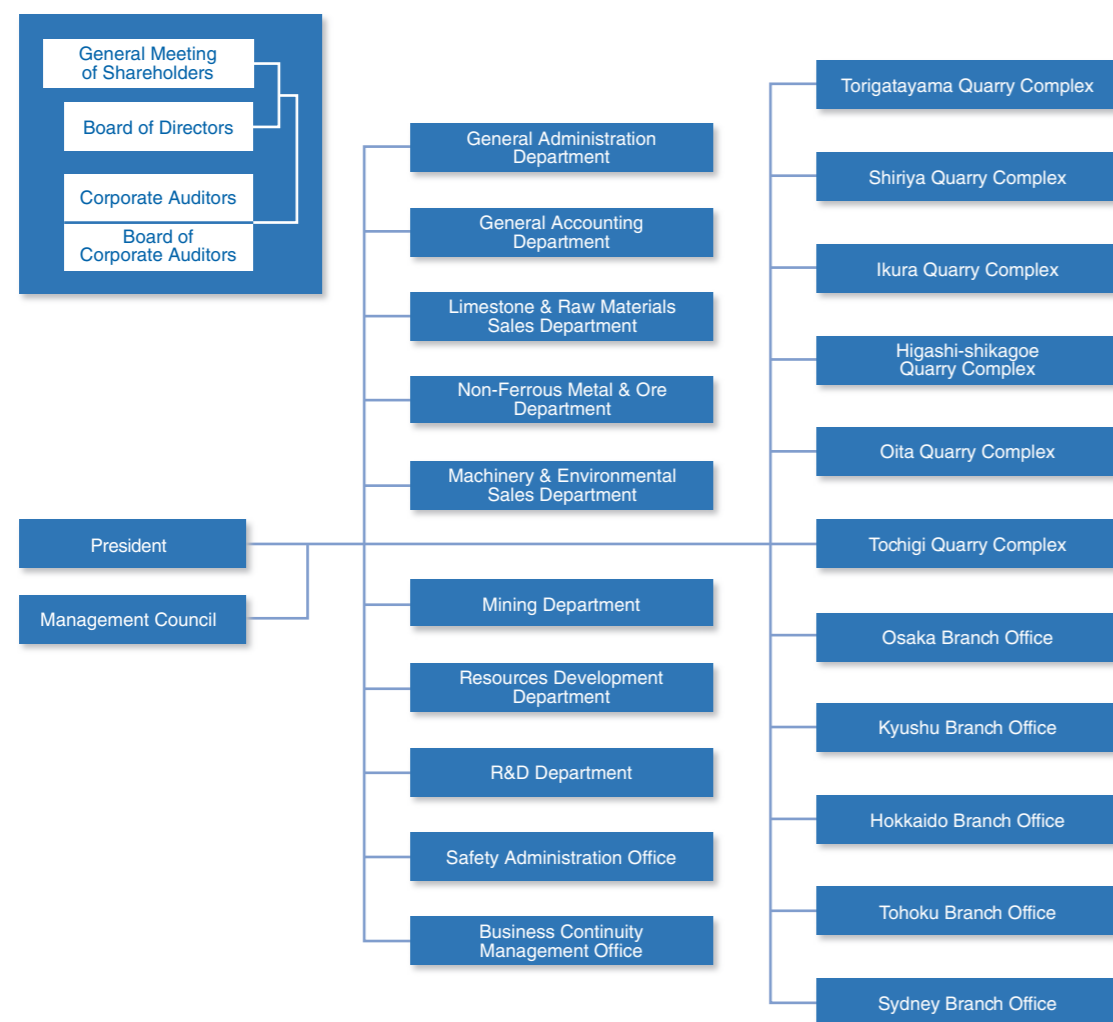 General Meeting
of Shareholders
Board of Directors
Corporate Auditors
Board of
Corporate Auditors
President
Management Council
General Administration
Department
General Accounting
Department
Limestone & Raw Materials
Sales Department
Non-Ferrous Metal & Ore
Department
Machinery & Environmental
Sales Department
Mining Department
Resources Development
Department
R&D Department
Safety Administration Office
Business Continuity
Management Office
Torigatayama Quarry Complex
Shiriya Quarry Complex
Ikura Quarry Complex
Higashi-shikagoe
Quarry Complex
Oita Quarry Complex
Tochigi Quarry Complex
Osaka Branch Office
Kyushu Branch Office
Hokkaido Branch Office
Tohoku Branch Office
Sydney Branch Office